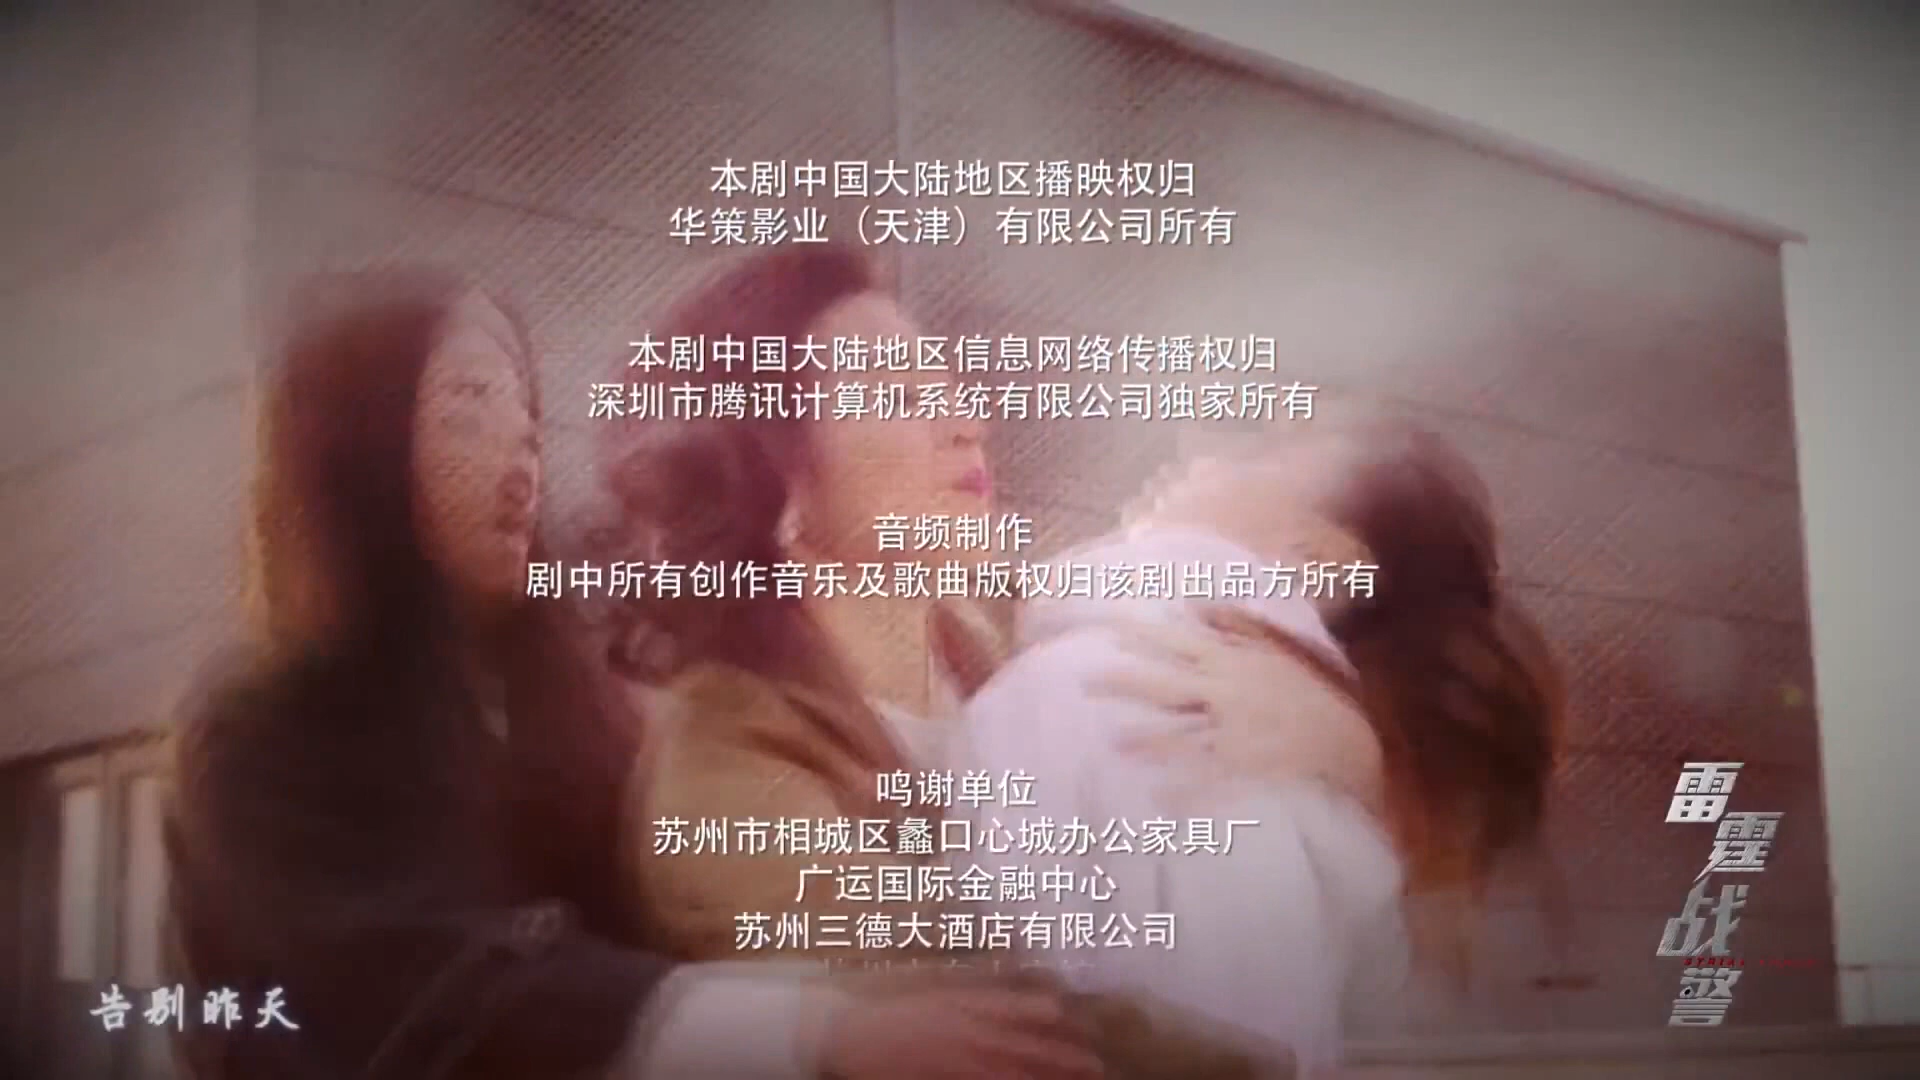 本剧中国大陆地区播映权归
华策影业（天津）有限公司所有
本剧中国大陆地区信息网络传播权归
深圳市腾讯计算机系统有限公司独家所有
音频制作
剧中所有创作音乐及歌曲版权归该剧出品方所有
鸣谢单位
苏州市相城区蠡口心城办公家具厂
广运国际金融中心
苏州三德大酒店有限公司
告别昨天
雷霆战警